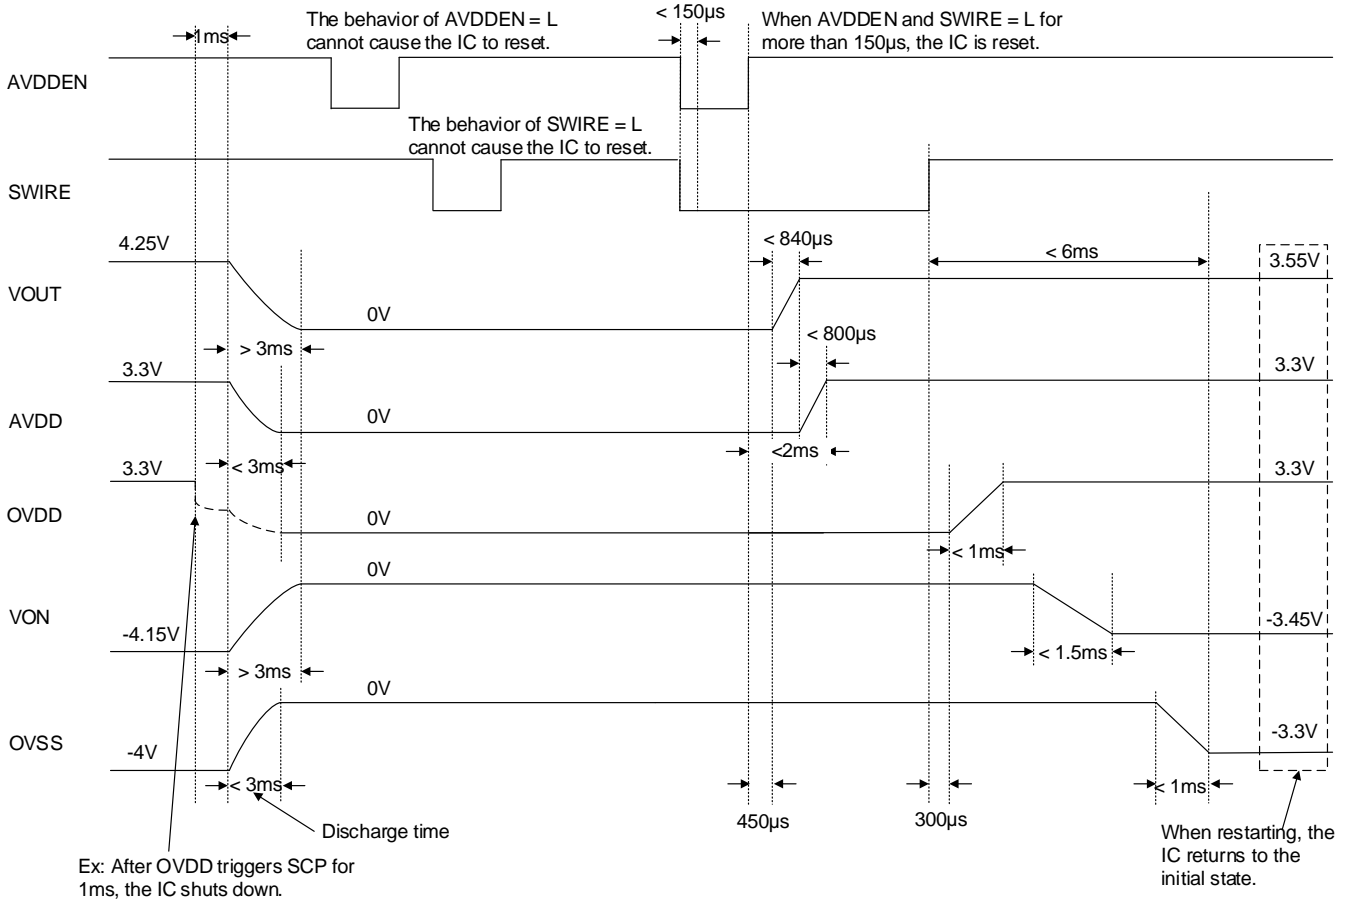 The behavior of AVDDEN = L
cannot cause the IC to reset.
< 150µs
When AVDDEN and SWIRE = L for
more than 150µs, the IC is reset.
1ms
AVDDEN
The behavior of SWIRE = L
cannot cause the IC to reset.
SWIRE
4.25V
< 840µs
< 6ms
3.55V
VOUT
0V
< 800µs
> 3ms
3.3V
3.3V
AVDD
0V
<2ms
< 3ms
3.3V
3.3V
OVDD
0V
< 1ms
0V
VON
-4.15V
-3.45V
< 1.5ms
> 3ms
0V
OVSS
-4V
-3.3V
< 3ms
< 1ms
450µs
300µs
Discharge time
Ex: After OVDD triggers SCP for
1ms, the IC shuts down.
When restarting, the
IC returns to the
initial state.